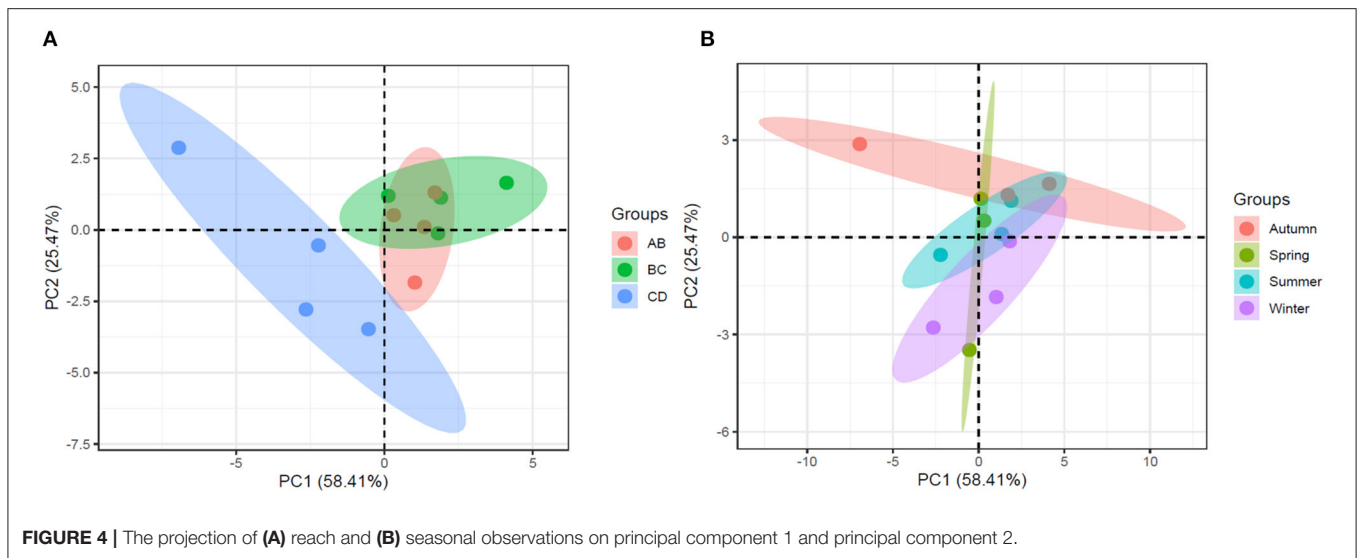 A
5.0
2.5
0.0
-2.5
-5.0
-7.5
PC2 (25.47%)
-5
0
5
PC1 (58.41%)
Groups
AB
BC
CD
B
3
0
-3
-6
PC2 (25.47%)
-10
-5
0
5
10
PC1 (58.41%)
Groups
Autumn
Spring
Summer
Winter
FIGURE 4 | The projection of (A) reach and (B) seasonal observations on principal component 1 and principal component 2.